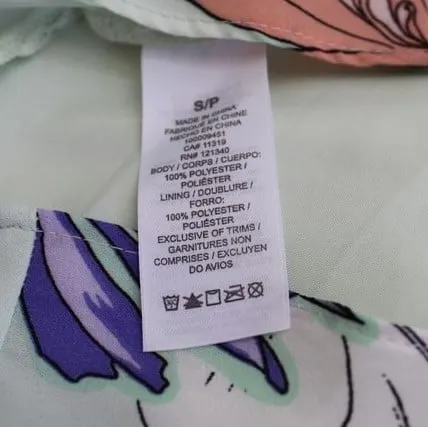 S/P
MADE IN CHINA
FABRIQUÉ EN CHINE
HECHO EN CHINA
100009451
CA# 11319
RN# 121340
BODY / CORPS / CUERPO:
100% POLYESTER /
POLIÉSTER
LINING / DOUBLURE /
FORRO:
100% POLYESTER /
POLIÉSTER
EXCLUSIVE OF TRIMS /
GARNITURES NON
COMPRISES / EXCLUYEN
DO AVIOS